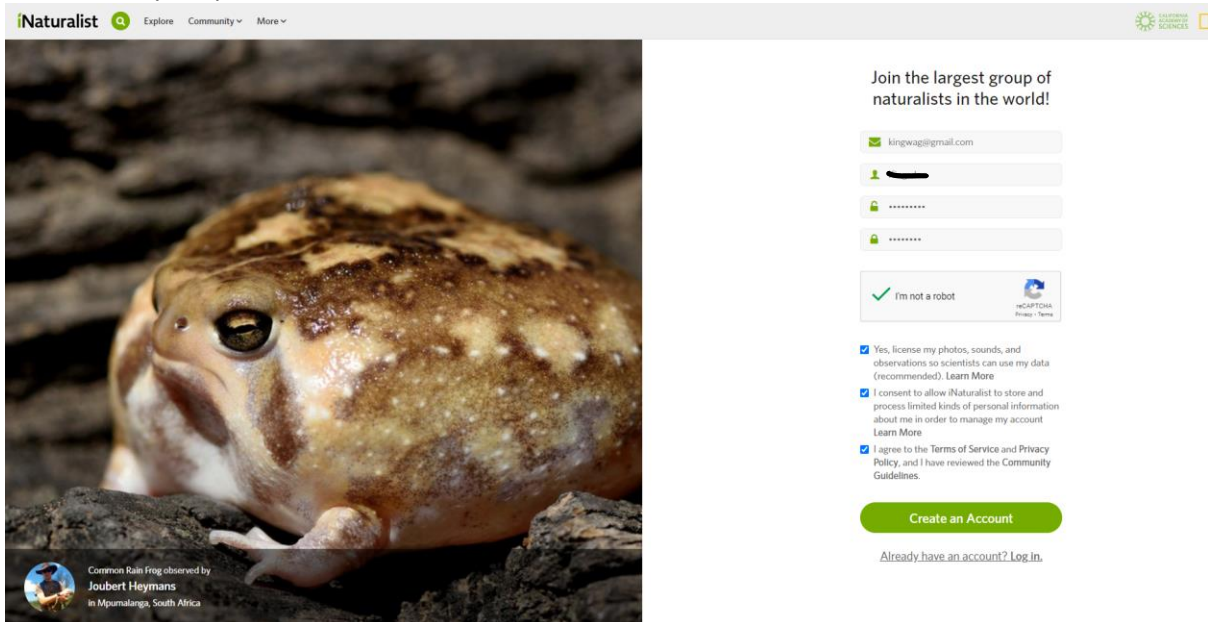 iNaturalist Explore Community More
CALIFORNIA
ACADEMY OF
SCIENCES
Join the largest group of
naturalists in the world!
kingwag@gmail.com
•••••••••
••••••••
I'm not a robot
reCAPTCHA
Privacy - Terms
Yes, license my photos, sounds, and
observations so scientists can use my data
(recommended). Learn More
I consent to allow iNaturalist to store and
process limited kinds of personal information
about me in order to manage my account
Learn More
I agree to the Terms of Service and Privacy
Policy, and I have reviewed the Community
Guidelines.
Create an Account
Already have an account? Log in.
Common Rain Frog observed by
Joubert Heymans
in Mpumalanga, South Africa